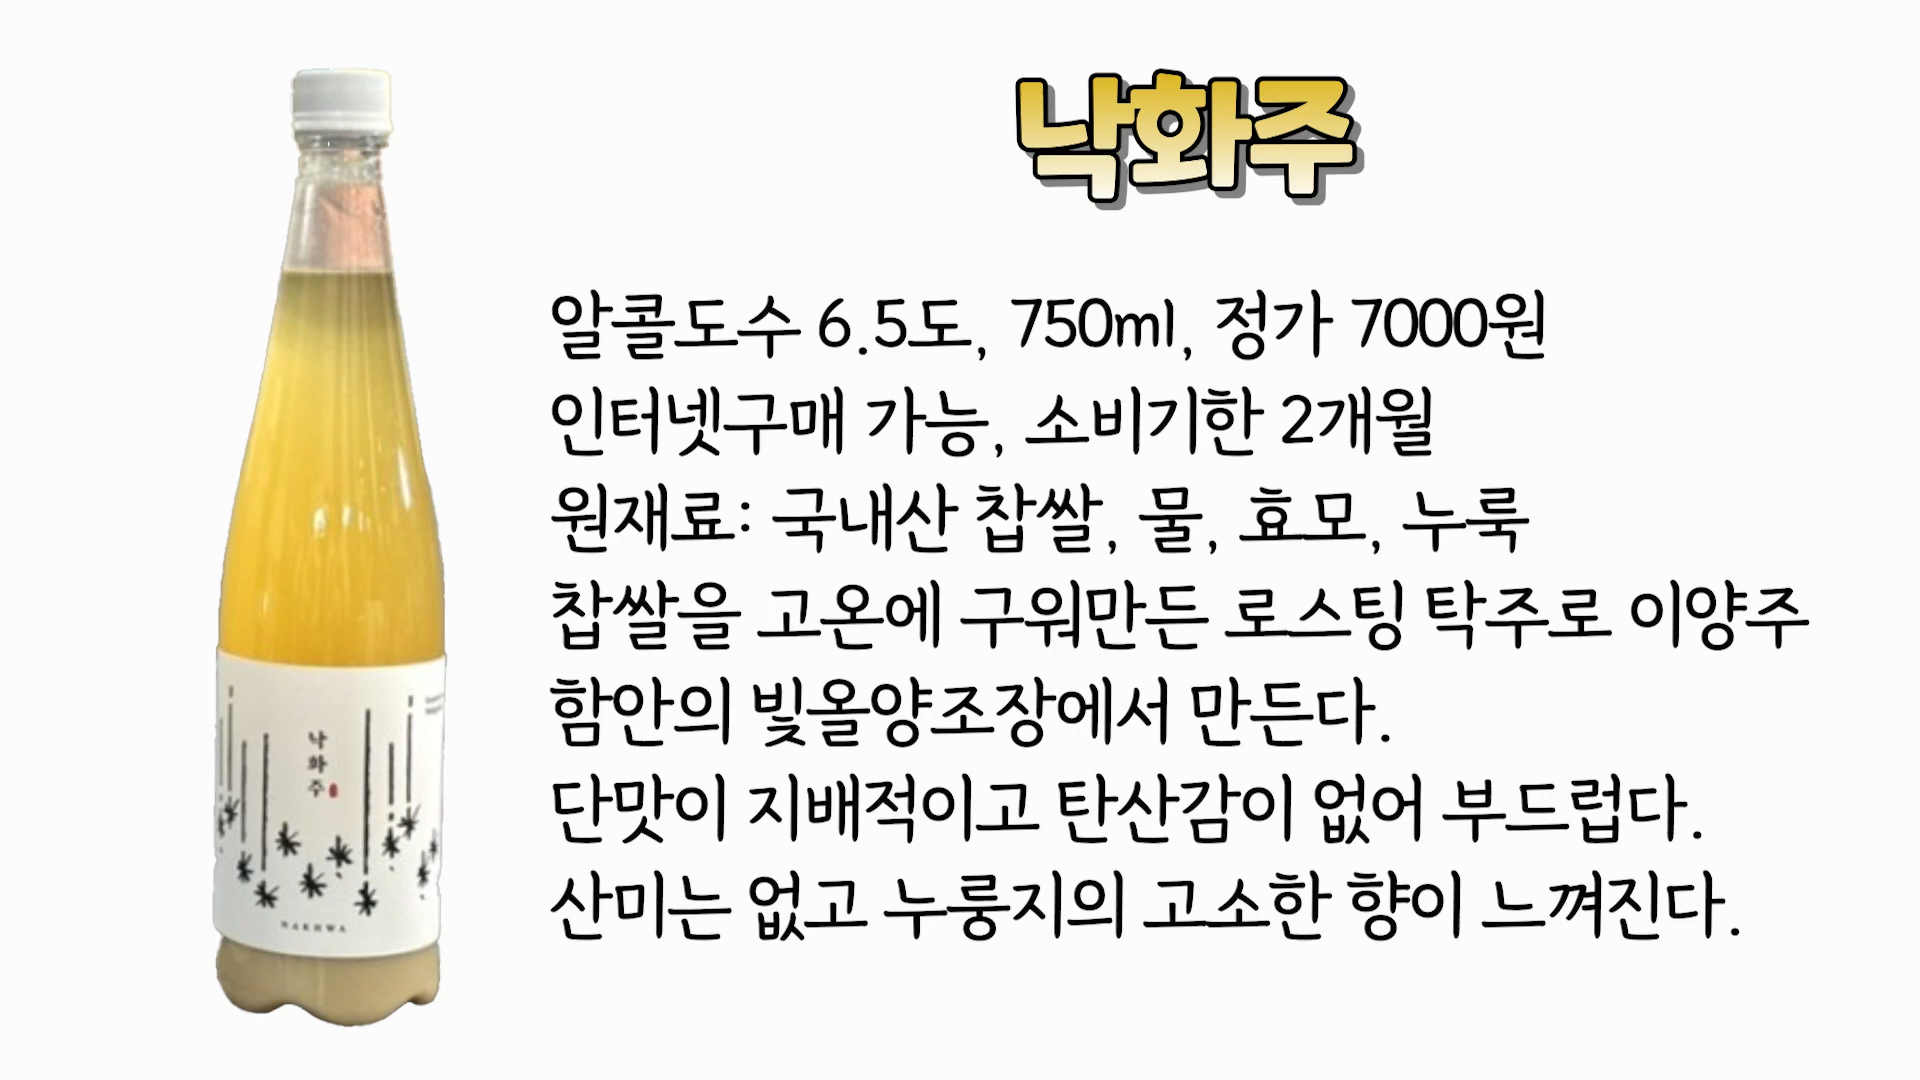 낙화주
알콜도수 6.5도, 750ml, 정가 7000원
인터넷구매 가능, 소비기한 2개월
원재료: 국내산 찹쌀, 물, 효모, 누룩
찹쌀을 고온에 구워만든 로스팅 탁주로 이양주
함안의 빛올양조장에서 만든다.
단맛이 지배적이고 탄산감이 없어 부드럽다.
산미는 없고 누룽지의 고소한 향이 느껴진다.
낙화주
NAKHWA